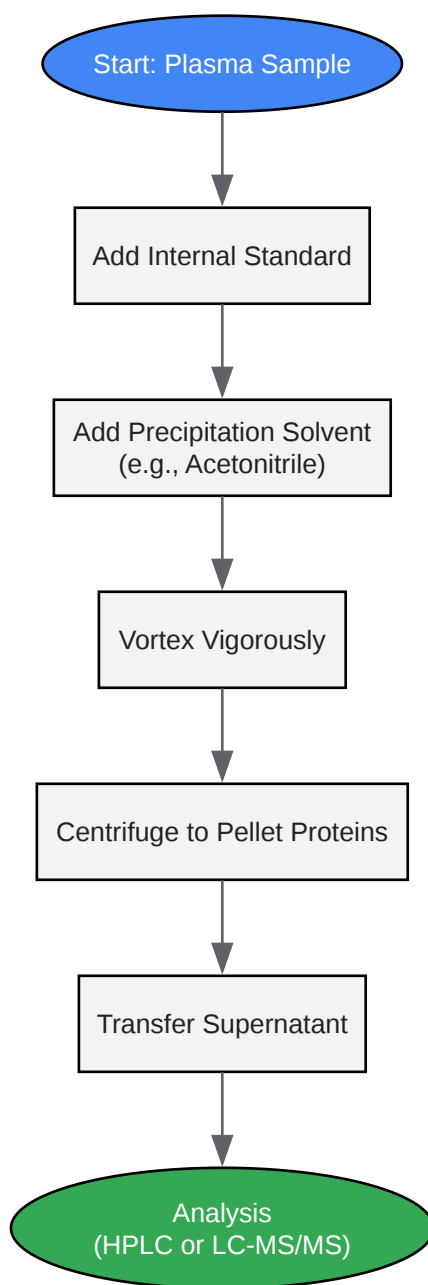 Start: Plasma Sample
Add Internal Standard
Add Precipitation Solvent
(e.g., Acetonitrile)
Vortex Vigorously
Centrifuge to Pellet Proteins
Transfer Supernatant
Analysis
(HPLC or LC-MS/MS)